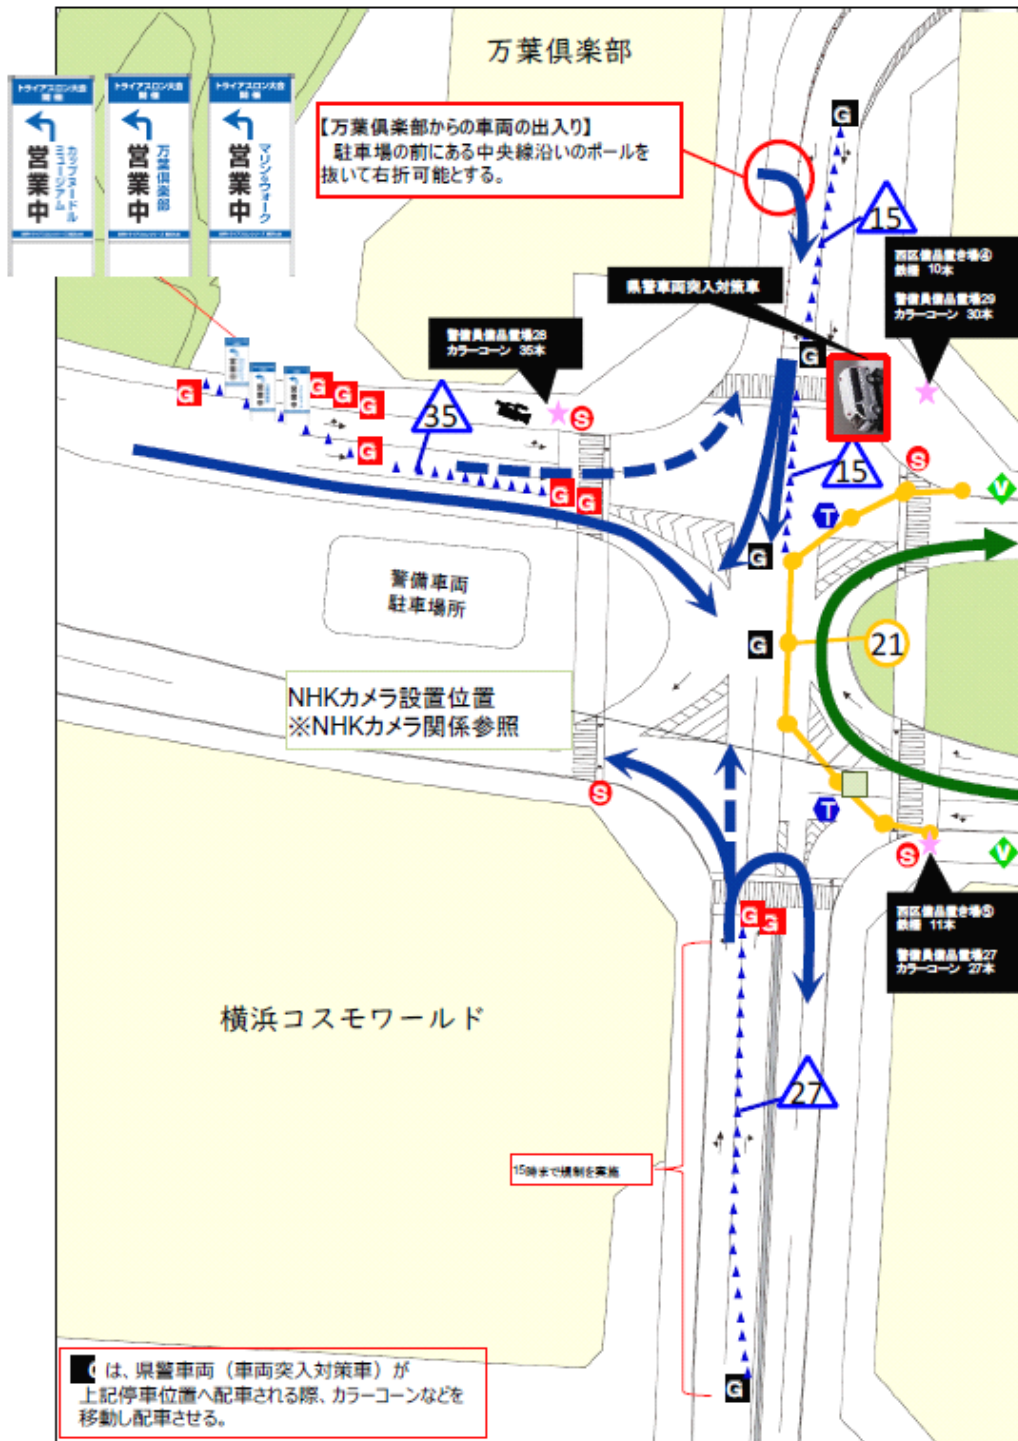 万葉倶楽部
トライアスロン大会
開催
営業中
カップヌードル
ミュージアム
トライアスロン大会
開催
営業中
万葉倶楽部
トライアスロン大会
開催
営業中
マリン&ウォーク
【万葉倶楽部からの車両の出入り】
駐車場の前にある中央線沿いのポールを
抜いて右折可能とする。
G
15
西区備品置き場④
鉄柵 10本
警備員備品置場29
カラーコーン 30本
県警車両突入対策車
警備員備品置場28
カラーコーン 35本
G
G
G
G
G
35
S
G
15
S
G
G
T
V
G
警備車両
駐車場所
G
21
NHKカメラ設置位置
※NHKカメラ関係参照
S
T
S
V
西区備品置き場⑤
鉄柵 11本
警備員備品置場27
カラーコーン 27本
G
G
横浜コスモワールド
27
15時まで規制を実施
G
は、県警車両（車両突入対策車）が
上記停車位置へ配車される際、カラーコーンなどを
移動し配車させる。